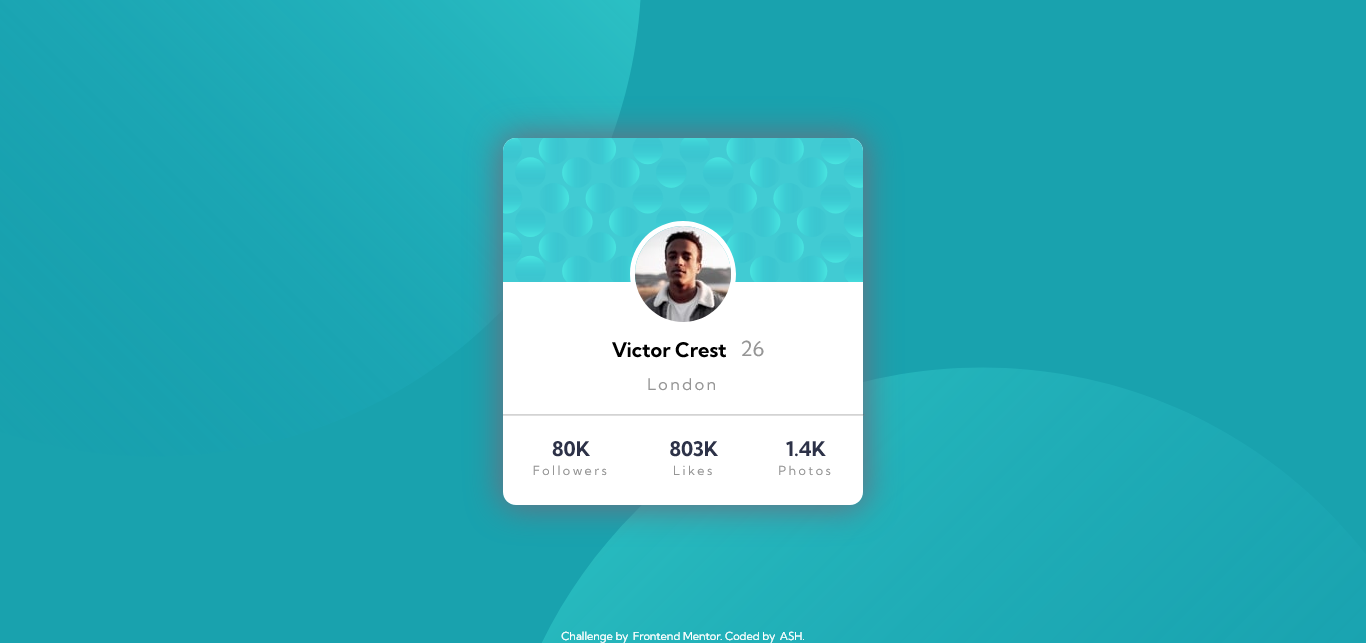 Victor Crest 26
London
80K 803K 1.4K
Followers Likes Photos
Challenge by Frontend Mentor. Coded by ASH.